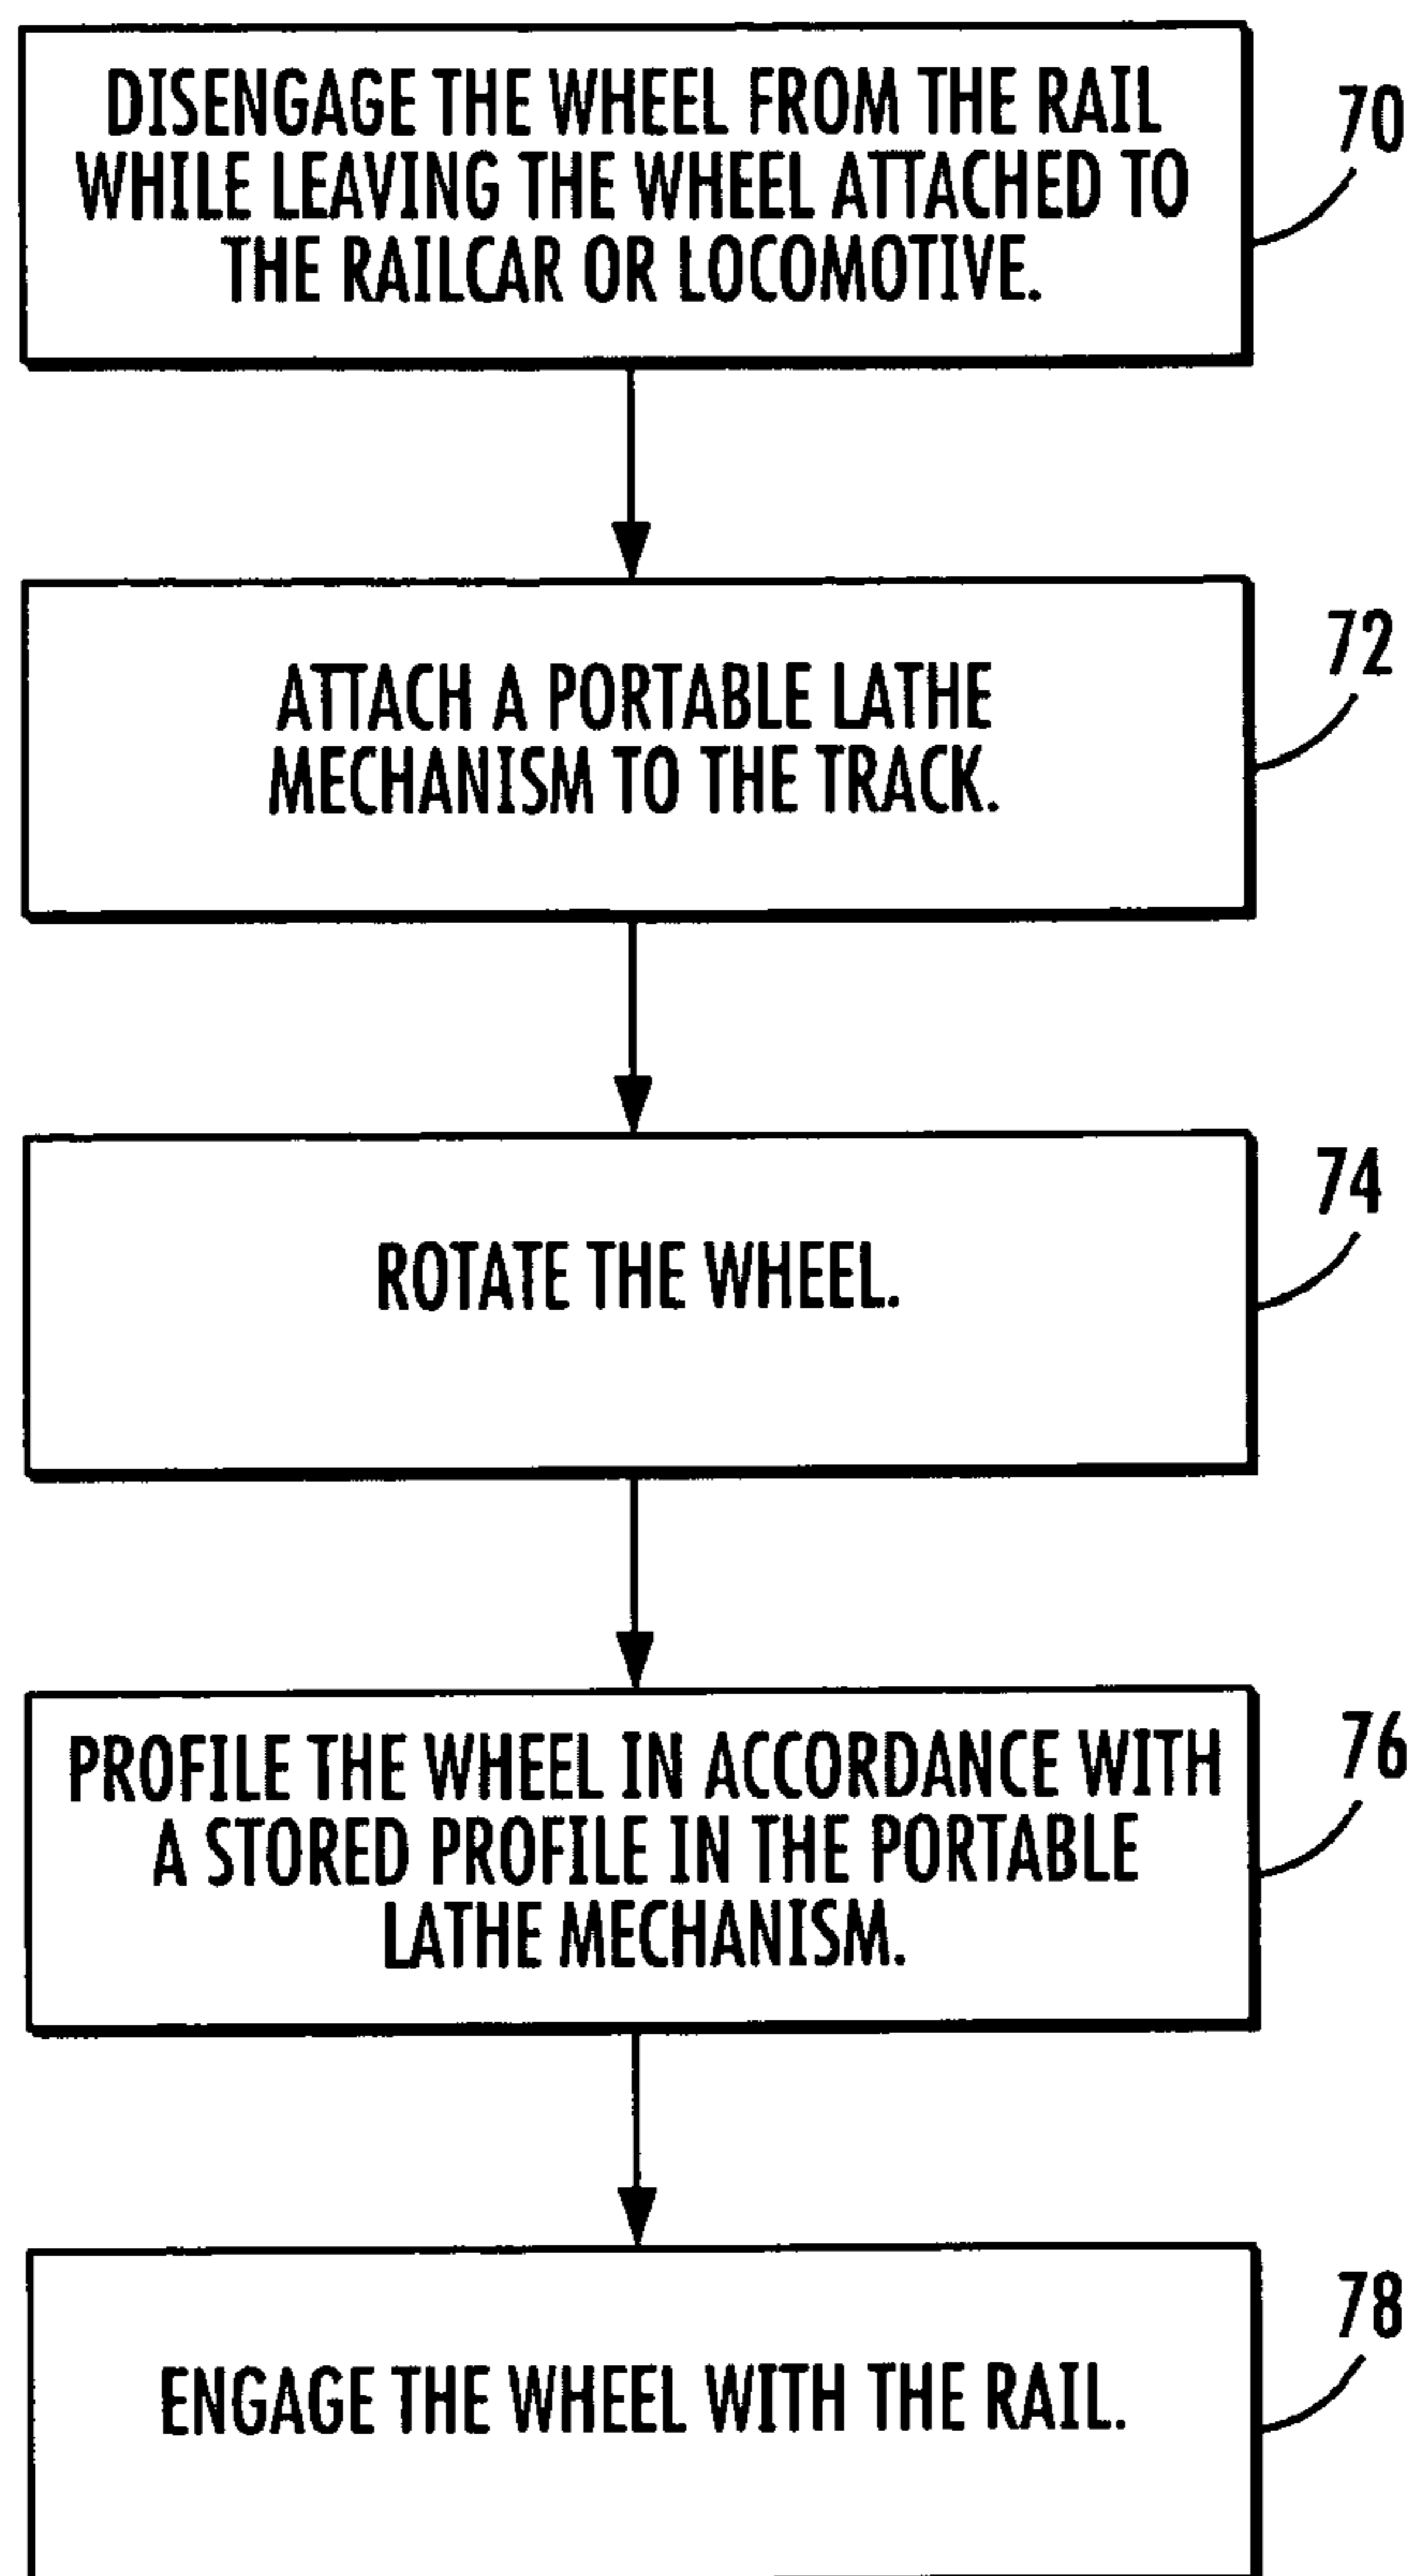 DISENGAGE THE WHEEL FROM THE RAIL
WHILE LEAVING THE WHEEL ATTACHED TO
THE RAILCAR OR LOCOMOTIVE.
70
ATTACH A PORTABLE LATHE
MECHANISM TO THE TRACK.
72
ROTATE THE WHEEL.
74
PROFILE THE WHEEL IN ACCORDANCE WITH
A STORED PROFILE IN THE PORTABLE
LATHE MECHANISM.
76
ENGAGE THE WHEEL WITH THE RAIL.
78